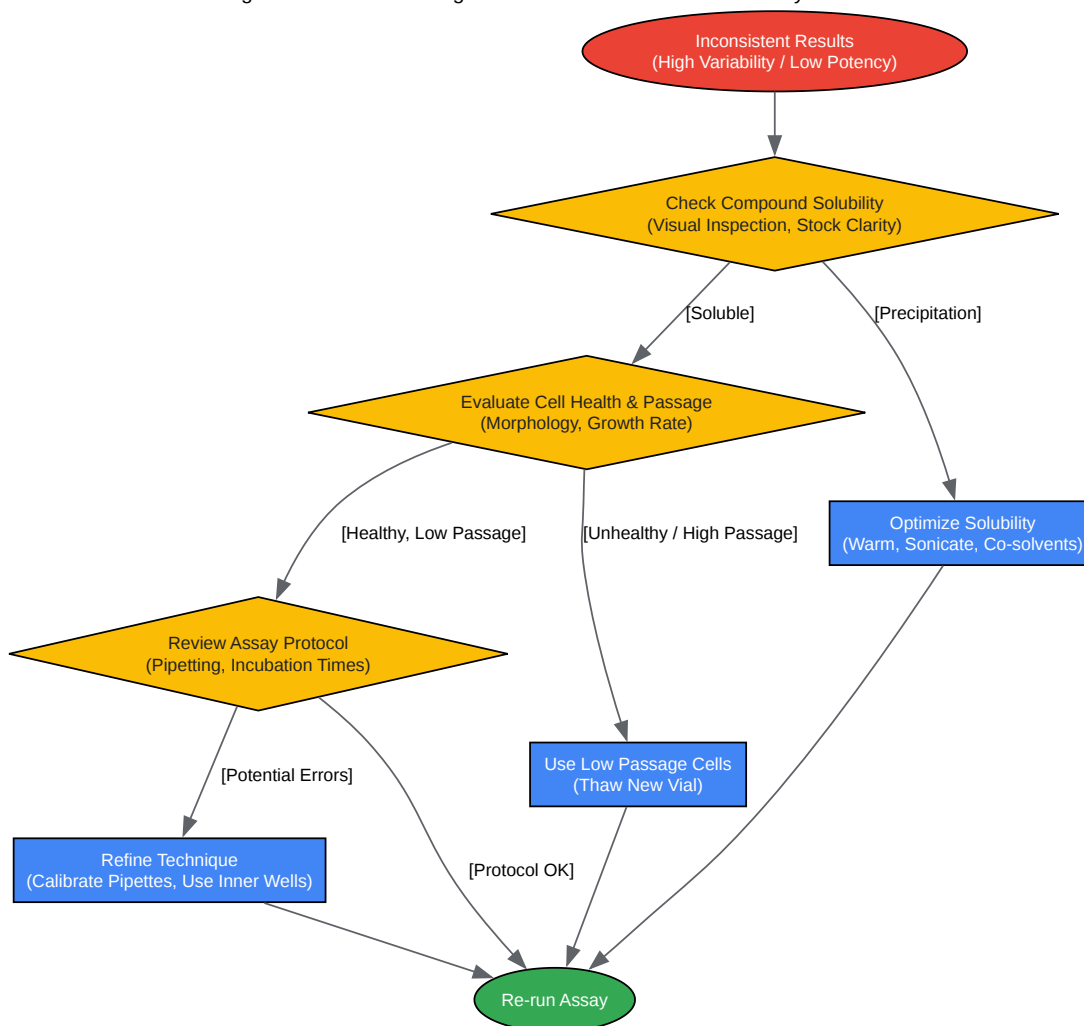 Inconsistent Results
(High Variability / Low Potency)
Check Compound Solubility
(Visual Inspection, Stock Clarity)
[Soluble]
[Precipitation]
Evaluate Cell Health & Passage
(Morphology, Growth Rate)
[Healthy, Low Passage]
[Unhealthy / High Passage]
Optimize Solubility
(Warm, Sonicate, Co-solvents)
Review Assay Protocol
(Pipetting, Incubation Times)
[Potential Errors]
Use Low Passage Cells
(Thaw New Vial)
Refine Technique
(Calibrate Pipettes, Use Inner Wells)
[Protocol OK]
Re-run Assay